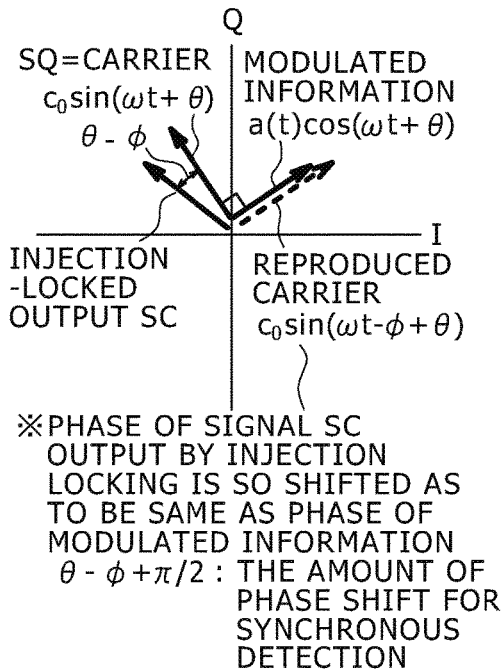 Q
SQ=CARRIER
c₀sin(ωt+ θ)
θ - ϕ
MODULATED
INFORMATION
a(t)cos(ωt+ θ)
I
INJECTION
-LOCKED
OUTPUT SC
REPRODUCED
CARRIER
c₀sin(ωt-ϕ+θ)
※PHASE OF SIGNAL SC
OUTPUT BY INJECTION
LOCKING IS SO SHIFTED AS
TO BE SAME AS PHASE OF
MODULATED INFORMATION
θ - ϕ+π/2 : THE AMOUNT OF
PHASE SHIFT FOR
SYNCHRONOUS
DETECTION